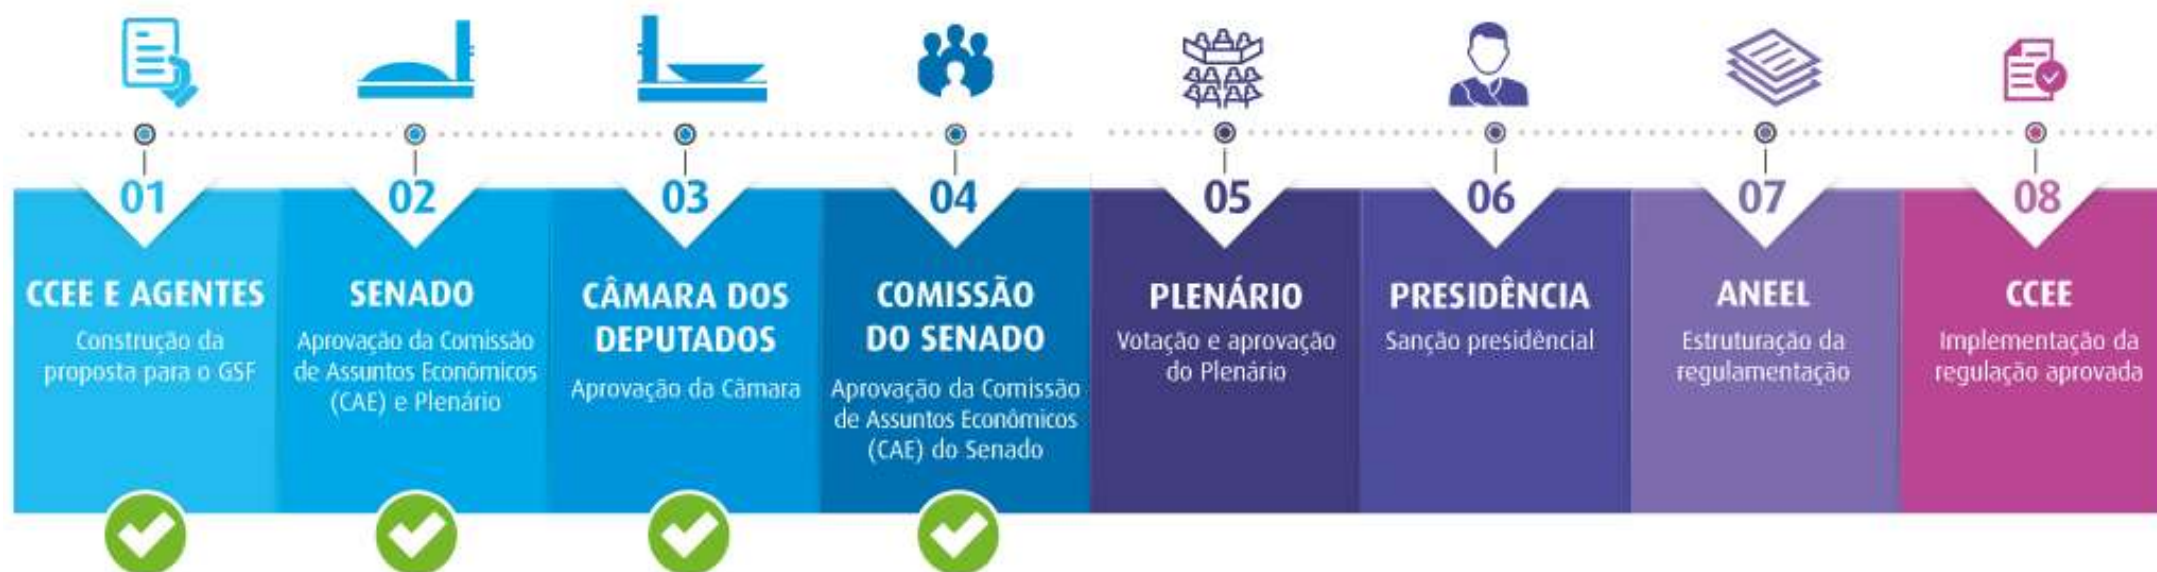 01
CCEE E AGENTES
Construção da
proposta para o GSF
02
SENADO
Aprovação da Comissão
de Assuntos Econômicos
(CAE) e Plenário
03
CÂMARA DOS
DEPUTADOS
Aprovação da Câmara
04
COMISSÃO
DO SENADO
Aprovação da Comissão
de Assuntos Econômicos
(CAE) do Senado
05
PLENÁRIO
Votação e aprovação
do Plenário
06
PRESIDÊNCIA
Sanção presidêncial
07
ANEEL
Estruturação da
regulamentação
08
CCEE
Implementação da
regulação aprovada